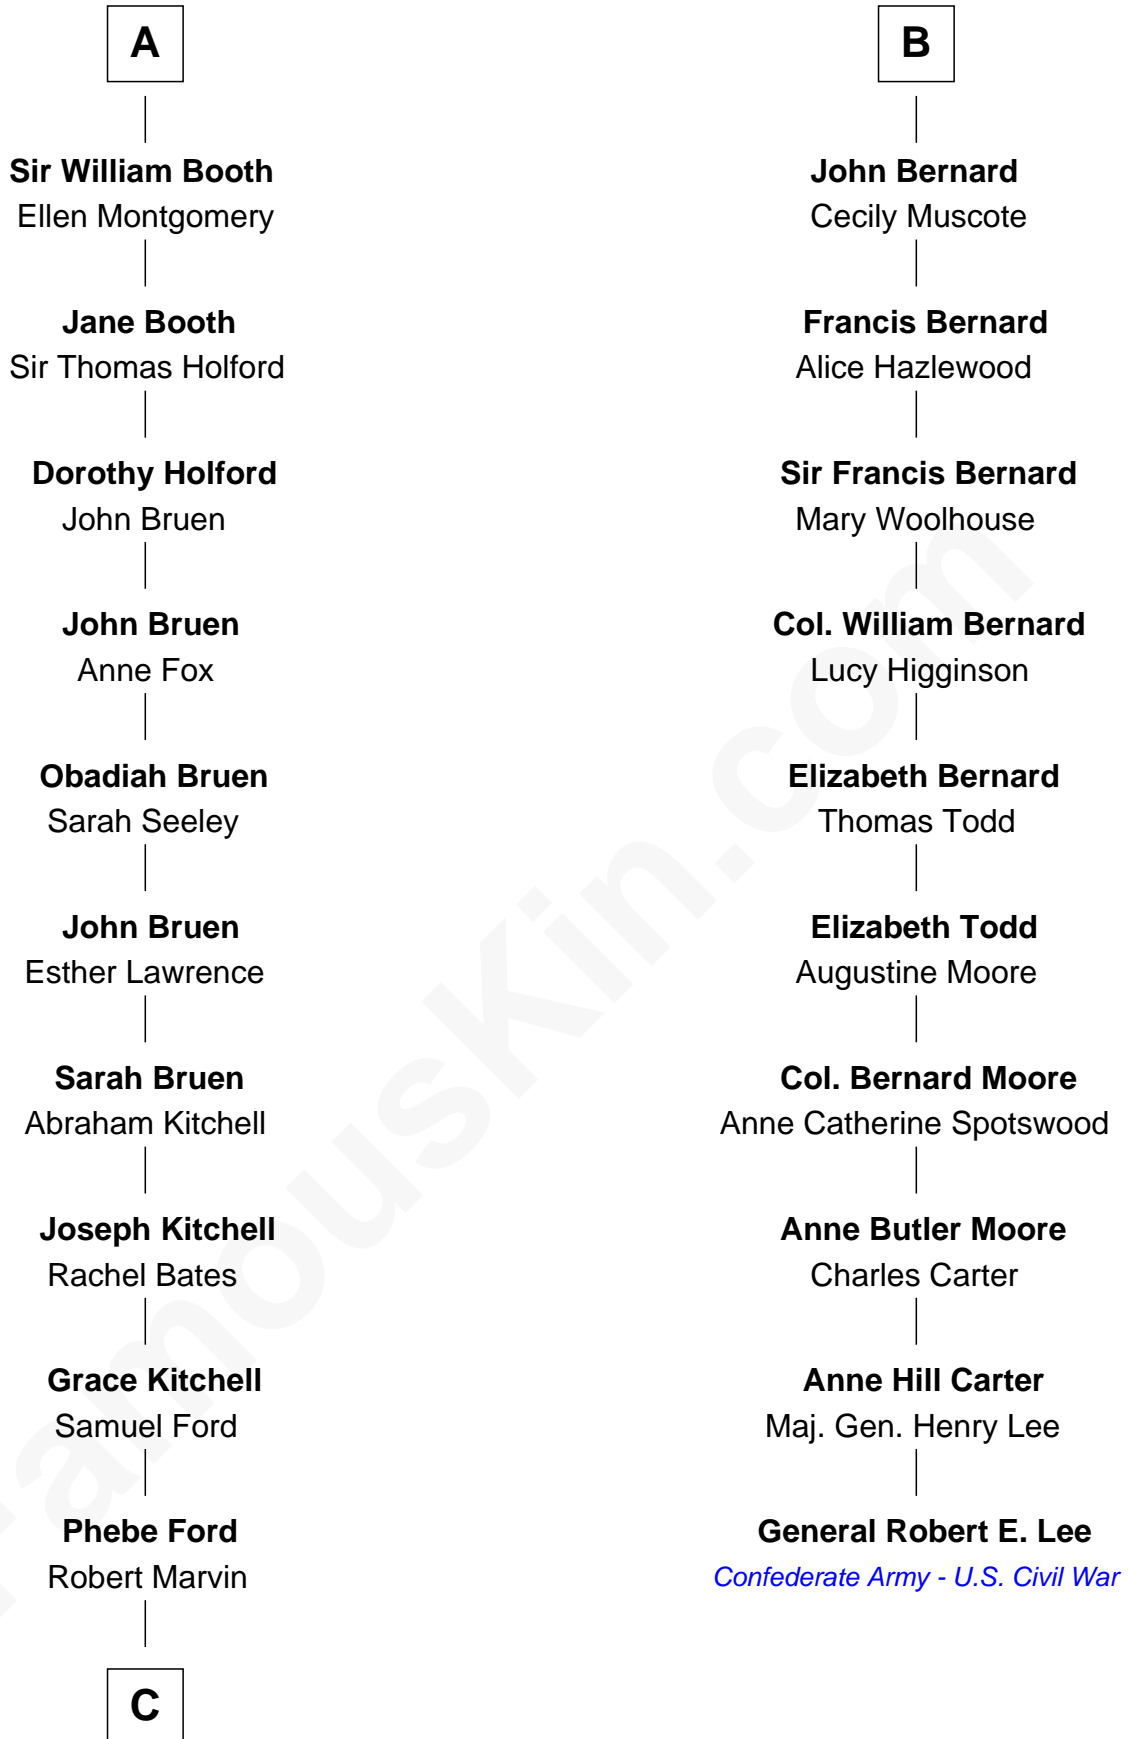 A
Sir William Booth
Ellen Montgomery
Jane Booth
Sir Thomas Holford
Dorothy Holford
John Bruen
John Bruen
Anne Fox
Obadiah Bruen
Sarah Seeley
John Bruen
Esther Lawrence
Sarah Bruen
Abraham Kitchell
Joseph Kitchell
Rachel Bates
Grace Kitchell
Samuel Ford
Phebe Ford
Robert Marvin
C
B
John Bernard
Cecily Muscote
Francis Bernard
Alice Hazlewood
Sir Francis Bernard
Mary Woolhouse
Col. William Bernard
Lucy Higginson
Elizabeth Bernard
Thomas Todd
Elizabeth Todd
Augustine Moore
Col. Bernard Moore
Anne Catherine Spotswood
Anne Butler Moore
Charles Carter
Anne Hill Carter
Maj. Gen. Henry Lee
General Robert E. Lee
Confederate Army - U.S. Civil War
FamousKin.com